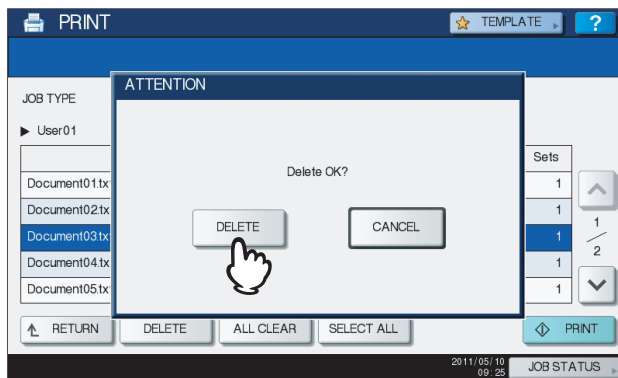 PRINT
TEMPLATE
?
ATTENTION
JOB TYPE
User01
Delete OK?
DELETE
CANCEL
Sets
Document01.tx 1
Document02.tx 1
Document03.tx 1
Document04.tx 1
Document05.tx 1
1
2
RETURN DELETE ALL CLEAR SELECT ALL PRINT
2011/05/10
09:25
JOB STATUS